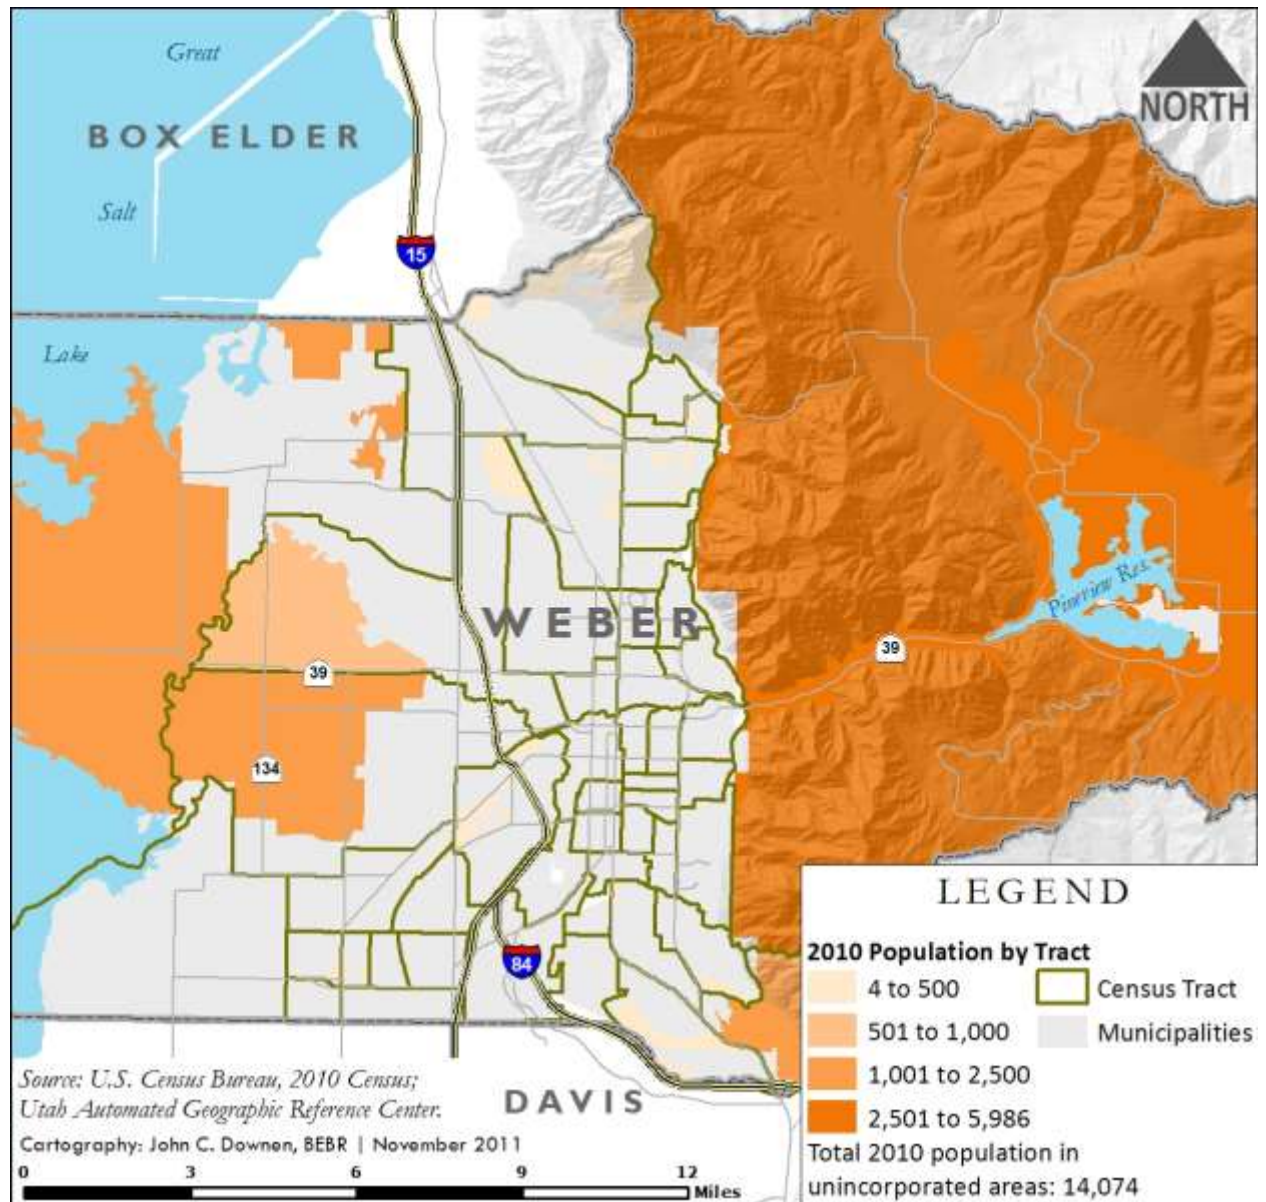 Great
BOX ELDER
NORTH
Salt
15
Lake
Pineview Res.
WEBER
39
39
134
84
LEGEND
2010 Population by Tract
4 to 500
Census Tract
501 to 1,000
Municipalities
1,001 to 2,500
2,501 to 5,986
Total 2010 population in
unincorporated areas: 14,074
DAVIS
Source: U.S. Census Bureau, 2010 Census;
Utah Automated Geographic Reference Center.
Cartography: John C. Downen, BEBR | November 2011
0 3 6 9 12
Miles